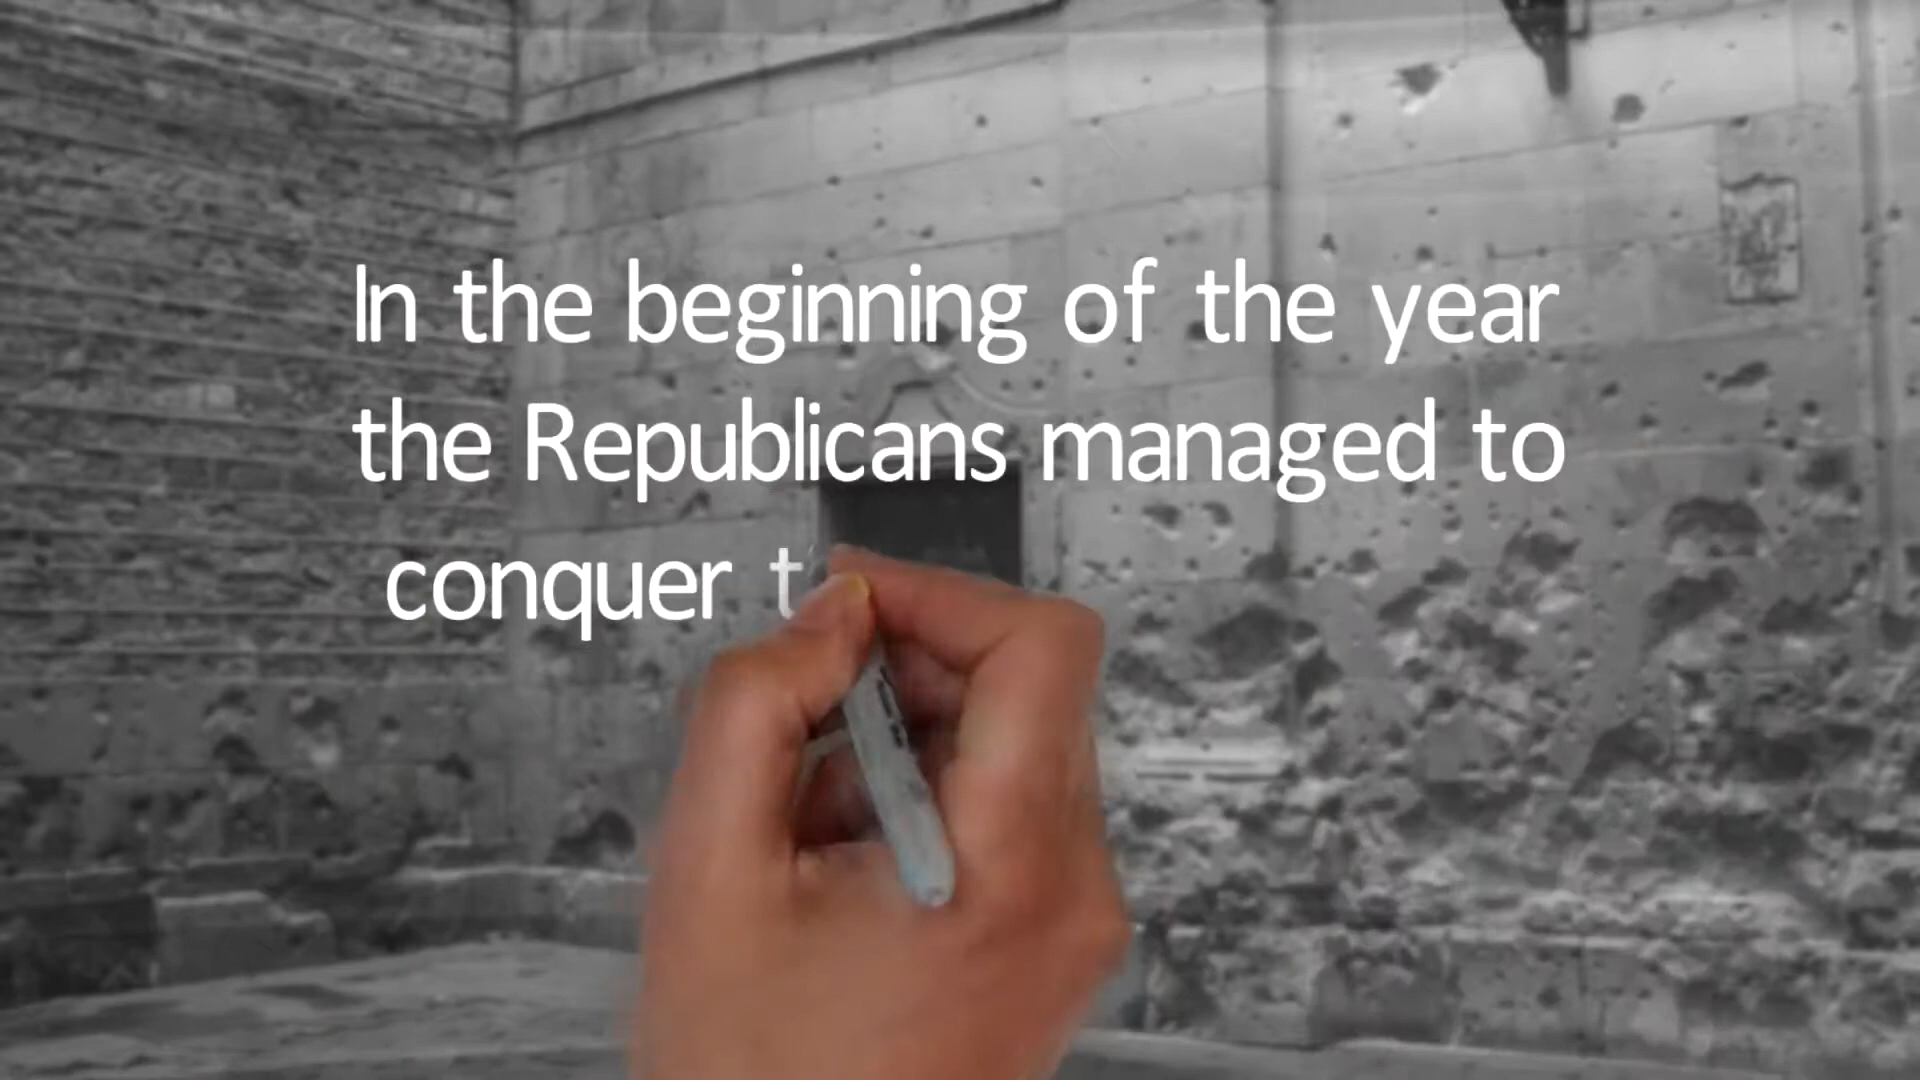 In the beginning of the year
the Republicans managed to
conquer t